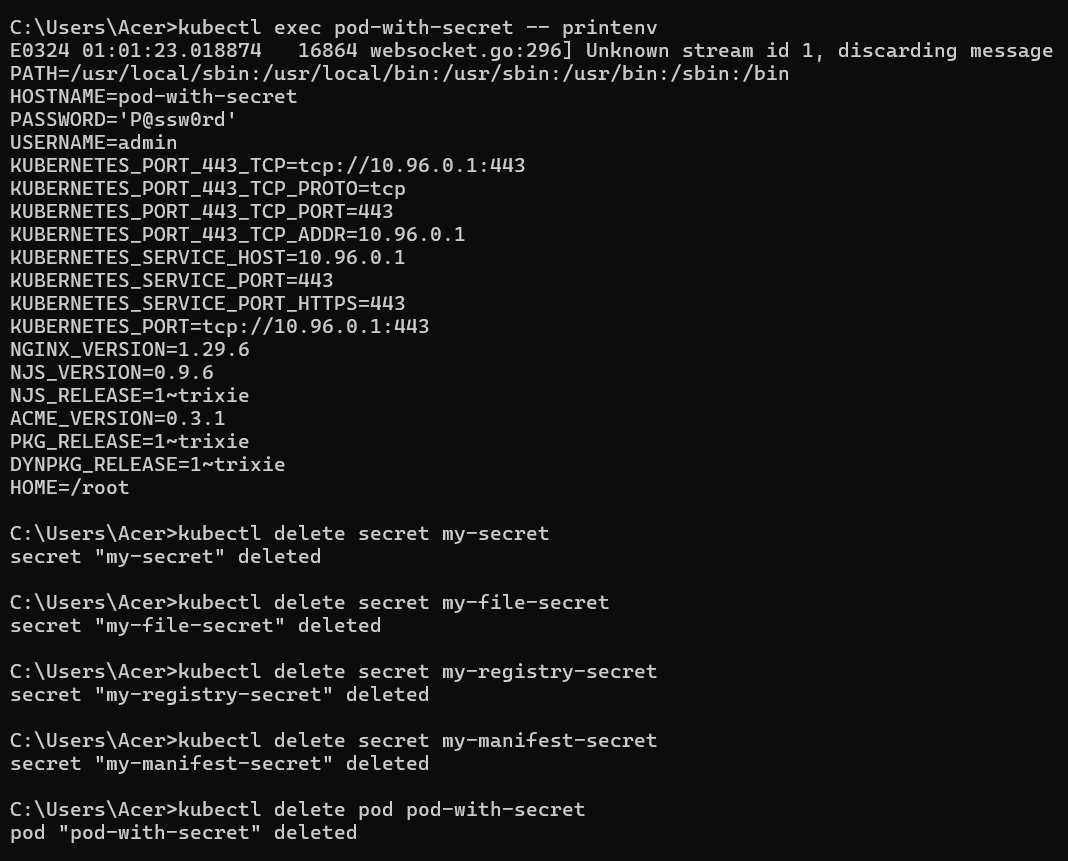 C:\Users\Acer>kubectl exec pod-with-secret -- printenv
E0324 01:01:23.018874   16864 websocket.go:296] Unknown stream id 1, discarding message
PATH=/usr/local/sbin:/usr/local/bin:/usr/sbin:/usr/bin:/sbin:/bin
HOSTNAME=pod-with-secret
PASSWORD='P@ssw0rd'
USERNAME=admin
KUBERNETES_PORT_443_TCP=tcp://10.96.0.1:443
KUBERNETES_PORT_443_TCP_PROTO=tcp
KUBERNETES_PORT_443_TCP_PORT=443
KUBERNETES_PORT_443_TCP_ADDR=10.96.0.1
KUBERNETES_SERVICE_HOST=10.96.0.1
KUBERNETES_SERVICE_PORT=443
KUBERNETES_SERVICE_PORT_HTTPS=443
KUBERNETES_PORT=tcp://10.96.0.1:443
NGINX_VERSION=1.29.6
NJS_VERSION=0.9.6
NJS_RELEASE=1~trixie
ACME_VERSION=0.3.1
PKG_RELEASE=1~trixie
DYNPKG_RELEASE=1~trixie
HOME=/root
C:\Users\Acer>kubectl delete secret my-secret
secret "my-secret" deleted
C:\Users\Acer>kubectl delete secret my-file-secret
secret "my-file-secret" deleted
C:\Users\Acer>kubectl delete secret my-registry-secret
secret "my-registry-secret" deleted
C:\Users\Acer>kubectl delete secret my-manifest-secret
secret "my-manifest-secret" deleted
C:\Users\Acer>kubectl delete pod pod-with-secret
pod "pod-with-secret" deleted